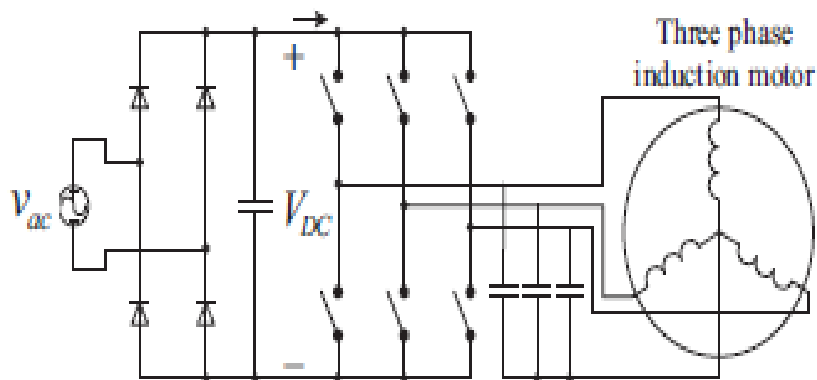 Three phase
induction motor
+
v_ac
V_DC
−